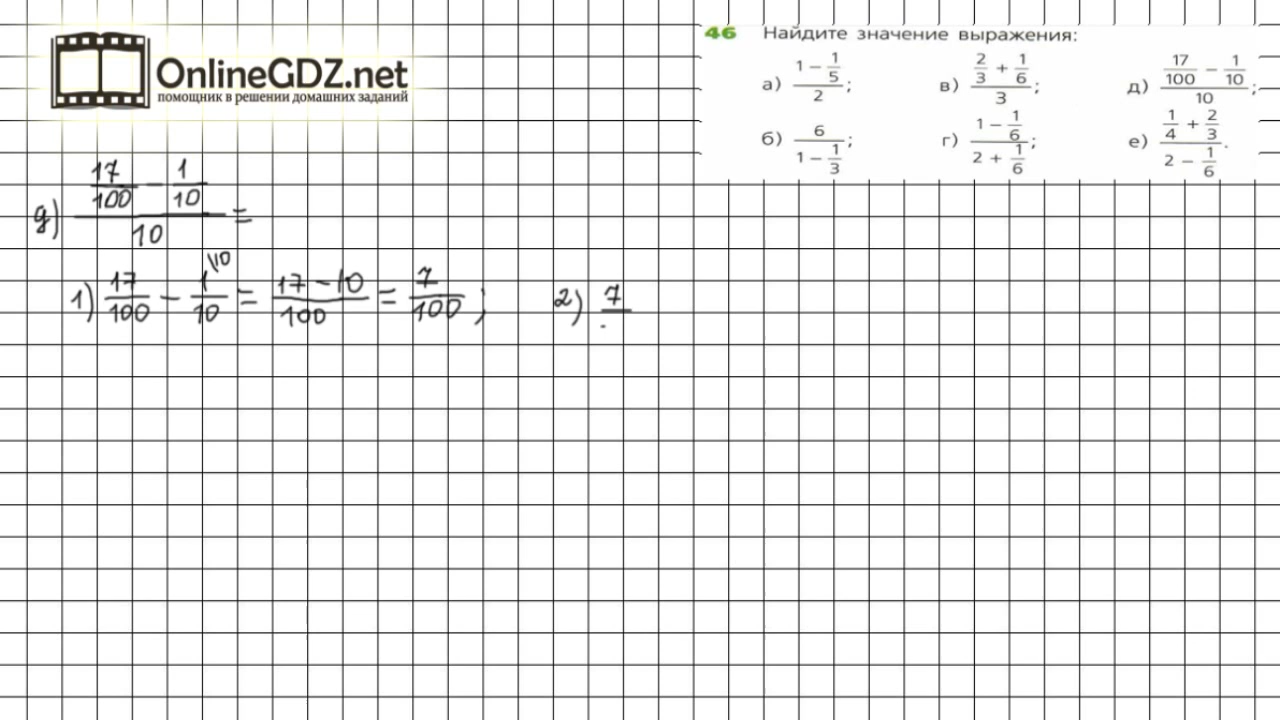 OnlineGDZ.net
помощник в решении домашних заданий
46 Найдите значение выражения:
а) (1 − 1/5)/2; в) (2/3 + 1/6)/3; д) (17/100 − 1/10)/10;
б) 6/(1 − 1/3); г) (1 − 1/6)/(2 + 1/6); е) (1/4 + 2/3)/(2 − 1/6).
д) (17/100 − 1/10)/10 =
1) 17/100 − 1\10/10 = (17 − 10)/100 = 7/100; 2) 7/